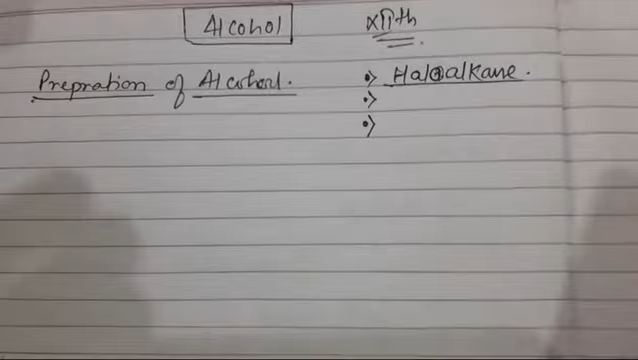 Alcohol XIIth
Prepration of Alcohol. •> Haloalkane.
•>
•>